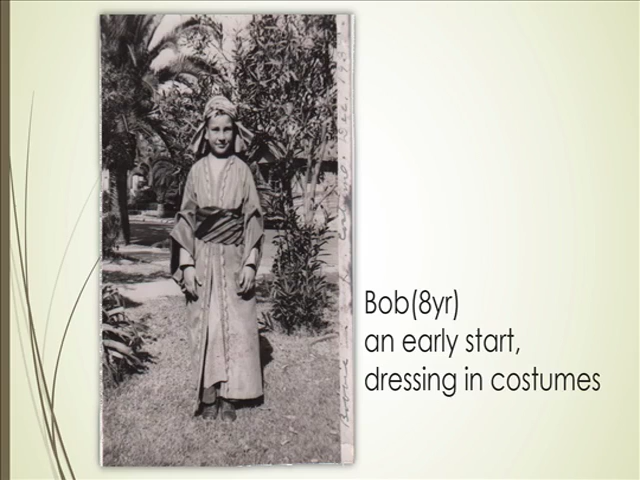 Bob(8yr)
an early start,
dressing in costumes